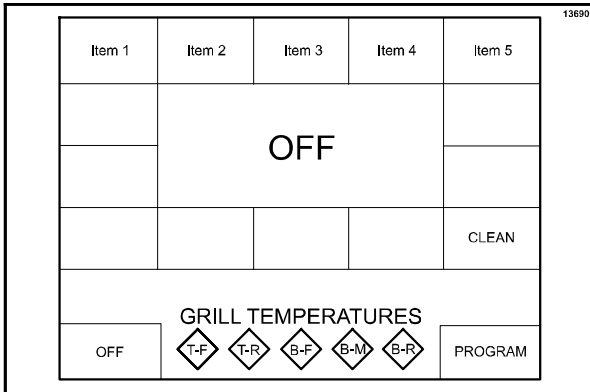 13690
Item 1 Item 2 Item 3 Item 4 Item 5
OFF
CLEAN
GRILL TEMPERATURES
T-F T-R B-F B-M B-R
OFF PROGRAM